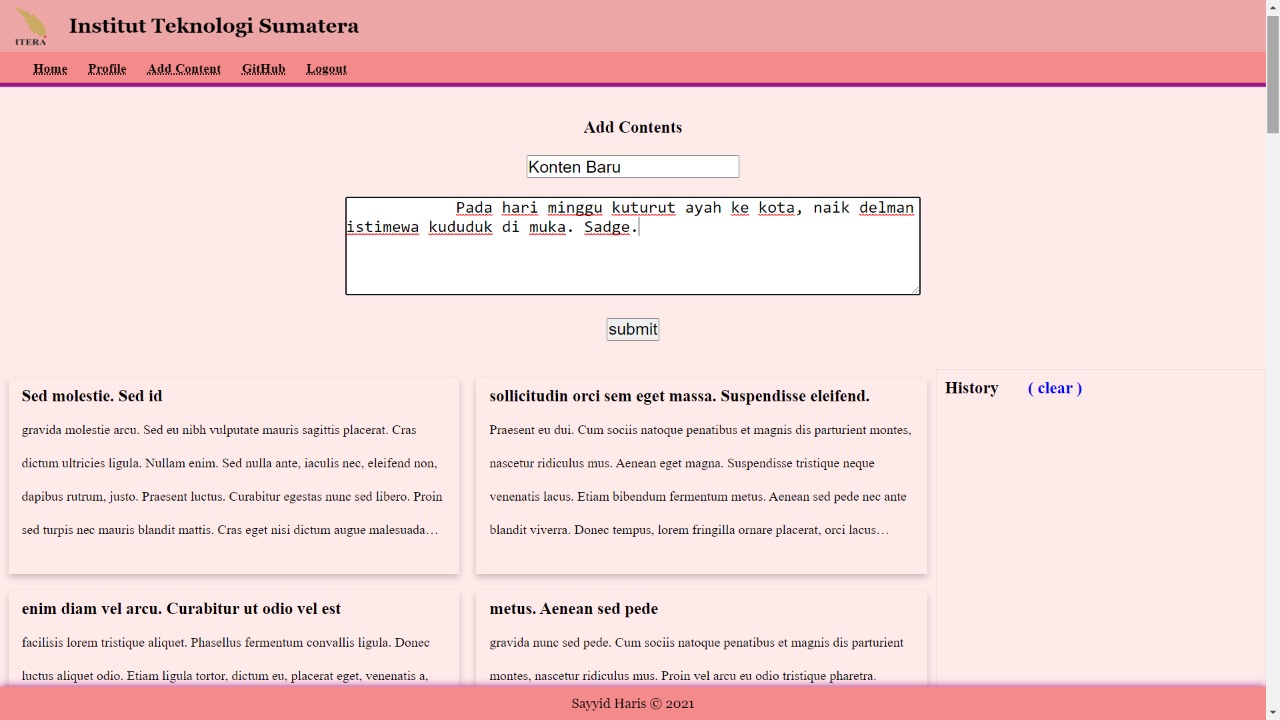 ITERA
Institut Teknologi Sumatera
Home Profile Add Content GitHub Logout
Add Contents
Konten Baru
Pada hari minggu kuturut ayah ke kota, naik delman
istimewa kududuk di muka. Sadge.
submit
Sed molestie. Sed id
gravida molestie arcu. Sed eu nibh vulputate mauris sagittis placerat. Cras
dictum ultricies ligula. Nullam enim. Sed nulla ante, iaculis nec, eleifend non,
dapibus rutrum, justo. Praesent luctus. Curabitur egestas nunc sed libero. Proin
sed turpis nec mauris blandit mattis. Cras eget nisi dictum augue malesuada…
sollicitudin orci sem eget massa. Suspendisse eleifend.
Praesent eu dui. Cum sociis natoque penatibus et magnis dis parturient montes,
nascetur ridiculus mus. Aenean eget magna. Suspendisse tristique neque
venenatis lacus. Etiam bibendum fermentum metus. Aenean sed pede nec ante
blandit viverra. Donec tempus, lorem fringilla ornare placerat, orci lacus…
History ( clear )
enim diam vel arcu. Curabitur ut odio vel est
facilisis lorem tristique aliquet. Phasellus fermentum convallis ligula. Donec
luctus aliquet odio. Etiam ligula tortor, dictum eu, placerat eget, venenatis a,
metus. Aenean sed pede
gravida nunc sed pede. Cum sociis natoque penatibus et magnis dis parturient
montes, nascetur ridiculus mus. Proin vel arcu eu odio tristique pharetra.
Sayyid Haris © 2021